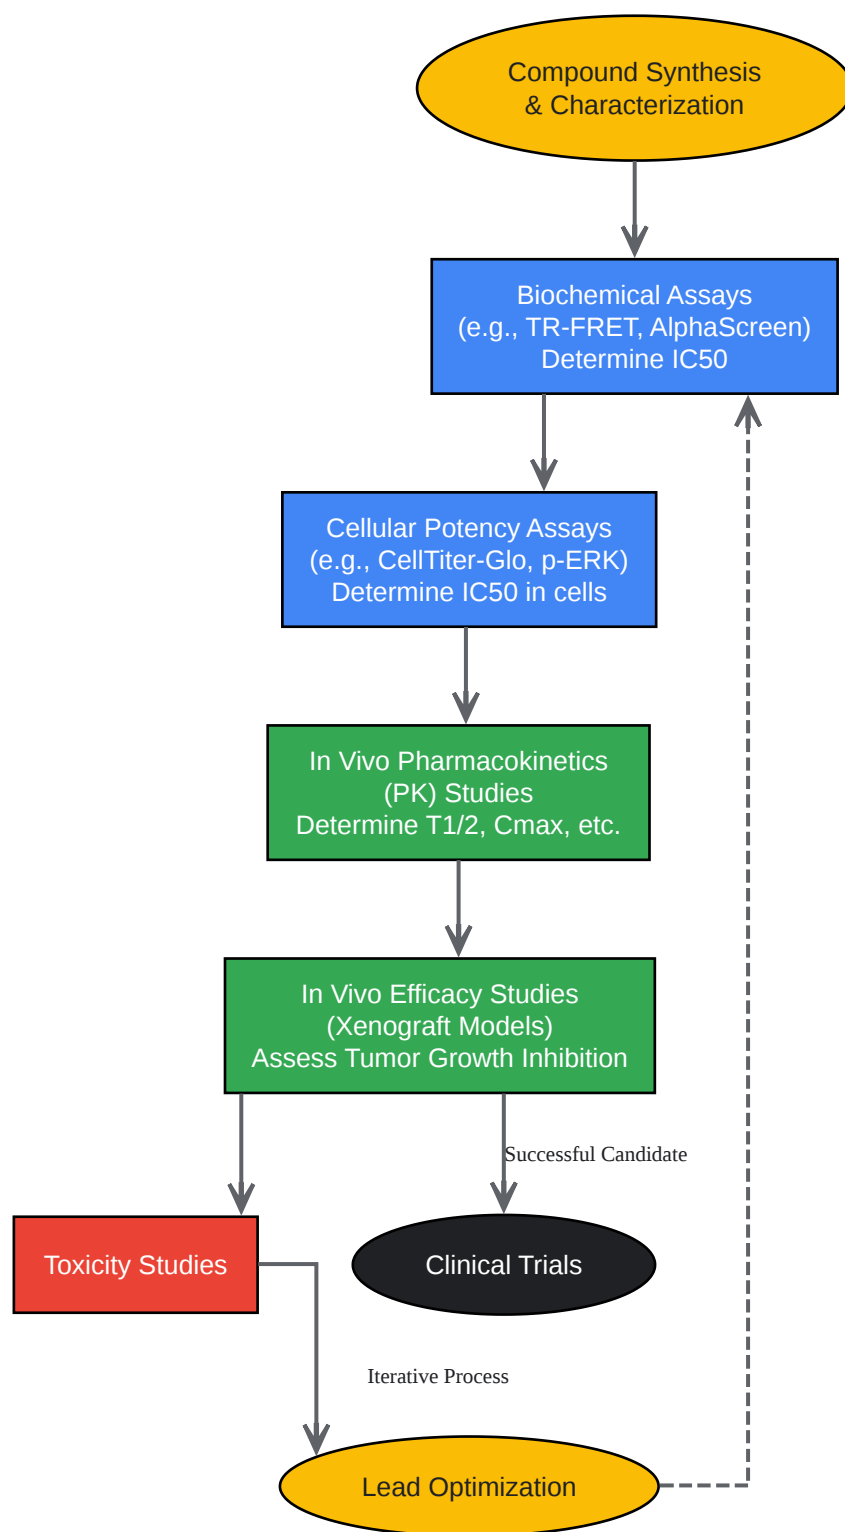 Compound Synthesis
& Characterization
Biochemical Assays
(e.g., TR-FRET, AlphaScreen)
Determine IC50
Cellular Potency Assays
(e.g., CellTiter-Glo, p-ERK)
Determine IC50 in cells
In Vivo Pharmacokinetics
(PK) Studies
Determine T1/2, Cmax, etc.
In Vivo Efficacy Studies
(Xenograft Models)
Assess Tumor Growth Inhibition
Successful Candidate
Toxicity Studies
Clinical Trials
Iterative Process
Lead Optimization